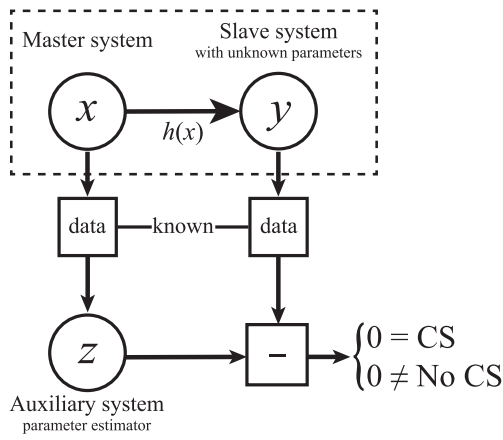 Master system
Slave system
with unknown parameters
x
h(x)
y
data
known
data
z
–
0 = CS
0 ≠ No CS
Auxiliary system
parameter estimator